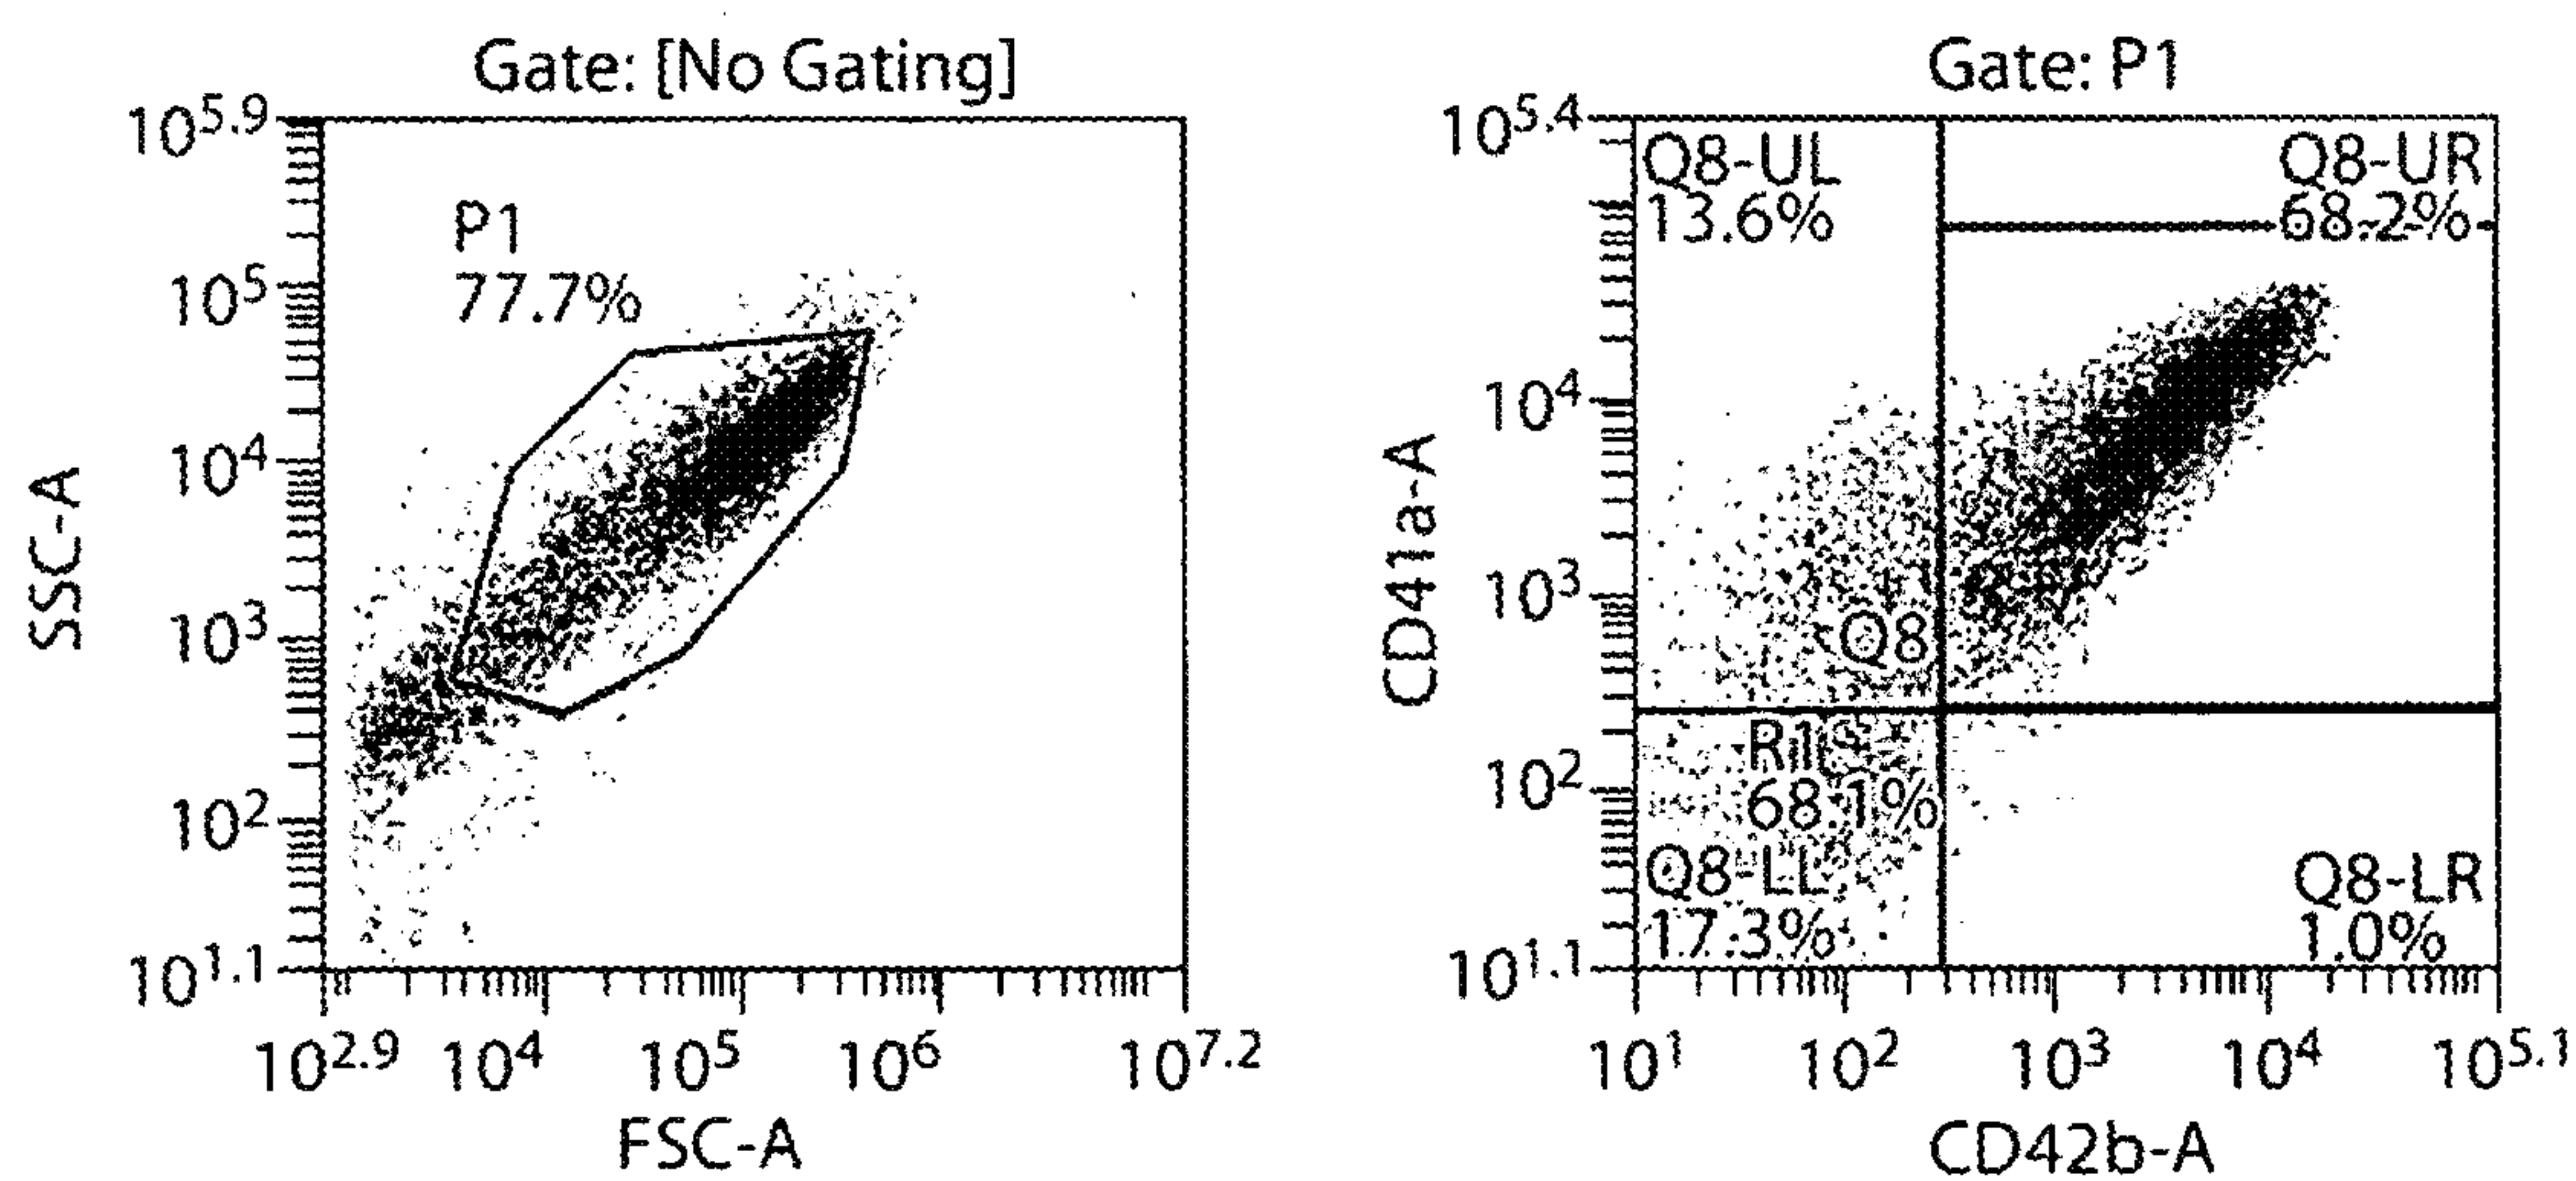 Gate: [No Gating]
10^5.9
10^5
10^4
10^3
10^2
10^1.1
SSC-A
P1
77.7%
10^2.9 10^4 10^5 10^6 10^7.2
FSC-A
Gate: P1
10^5.4
10^4
10^3
10^2
10^1.1
CD41a-A
Q8-UL
13.6%
Q8-UR
68.2%
Q8
R1
68.1%
Q8-LL
17.3%
Q8-LR
1.0%
10^1 10^2 10^3 10^4 10^5.1
CD42b-A